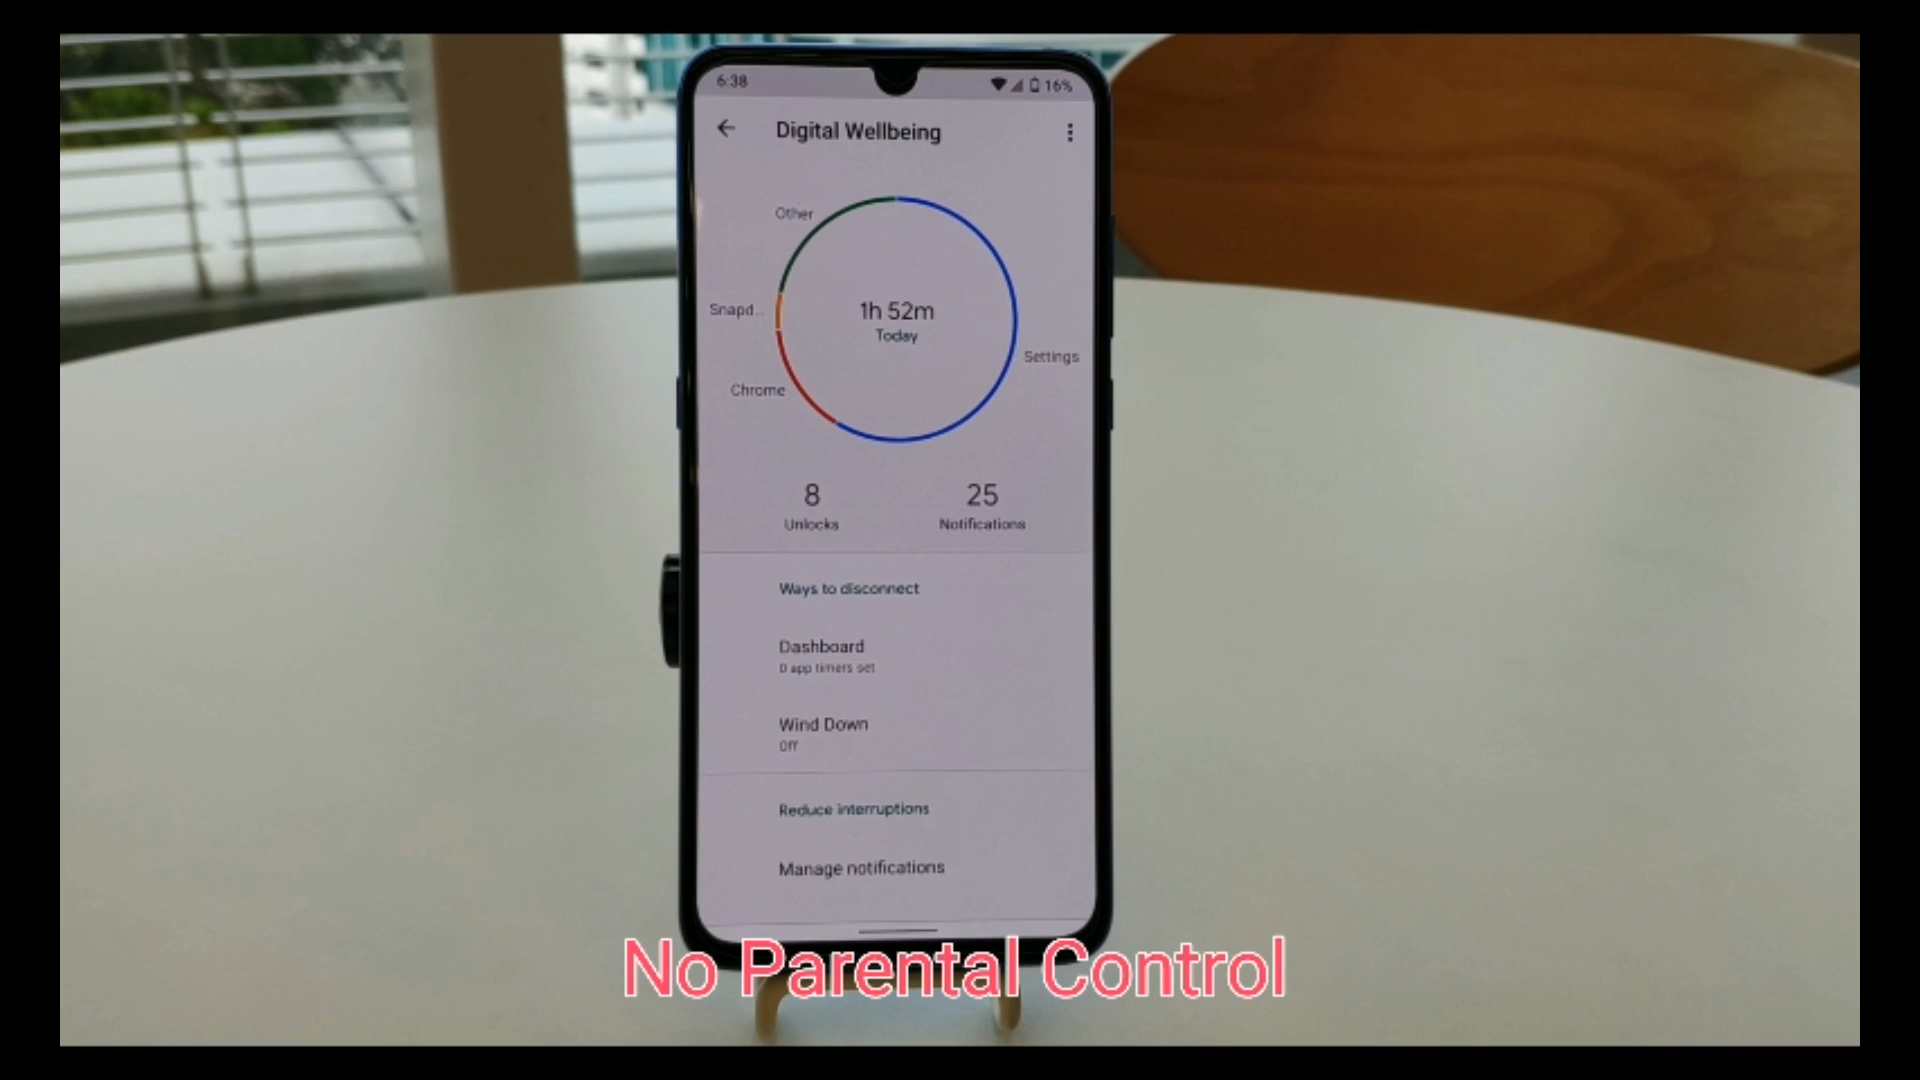 6:38
16%
Digital Wellbeing
Other
Snapd...
1h 52m
Today
Settings
Chrome
8
25
Unlocks
Notifications
Ways to disconnect
Dashboard
0 app timers set
Wind Down
Off
Reduce interruptions
Manage notifications
No Parental Control